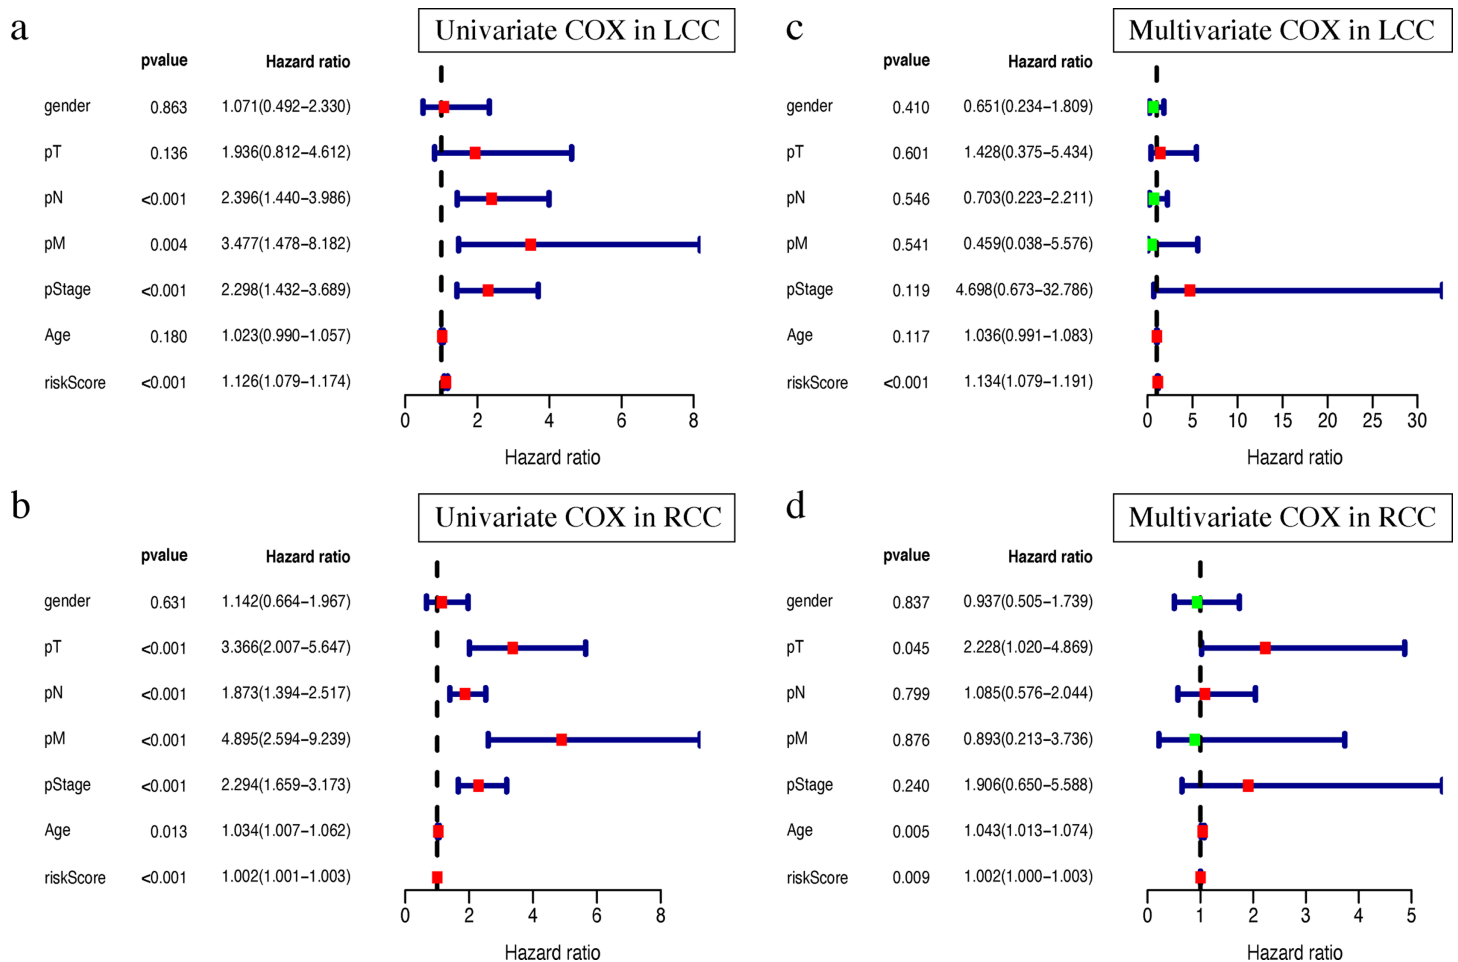 a
Univariate COX in LCC
pvalue Hazard ratio
gender 0.863 1.071(0.492−2.330)
pT 0.136 1.936(0.812−4.612)
pN <0.001 2.396(1.440−3.986)
pM 0.004 3.477(1.478−8.182)
pStage <0.001 2.298(1.432−3.689)
Age 0.180 1.023(0.990−1.057)
riskScore <0.001 1.126(1.079−1.174)
0 2 4 6 8
Hazard ratio
c
Multivariate COX in LCC
pvalue Hazard ratio
gender 0.410 0.651(0.234−1.809)
pT 0.601 1.428(0.375−5.434)
pN 0.546 0.703(0.223−2.211)
pM 0.541 0.459(0.038−5.576)
pStage 0.119 4.698(0.673−32.786)
Age 0.117 1.036(0.991−1.083)
riskScore <0.001 1.134(1.079−1.191)
0 5 10 15 20 25 30
Hazard ratio
b
Univariate COX in RCC
pvalue Hazard ratio
gender 0.631 1.142(0.664−1.967)
pT <0.001 3.366(2.007−5.647)
pN <0.001 1.873(1.394−2.517)
pM <0.001 4.895(2.594−9.239)
pStage <0.001 2.294(1.659−3.173)
Age 0.013 1.034(1.007−1.062)
riskScore <0.001 1.002(1.001−1.003)
0 2 4 6 8
Hazard ratio
d
Multivariate COX in RCC
pvalue Hazard ratio
gender 0.837 0.937(0.505−1.739)
pT 0.045 2.228(1.020−4.869)
pN 0.799 1.085(0.576−2.044)
pM 0.876 0.893(0.213−3.736)
pStage 0.240 1.906(0.650−5.588)
Age 0.005 1.043(1.013−1.074)
riskScore 0.009 1.002(1.000−1.003)
0 1 2 3 4 5
Hazard ratio